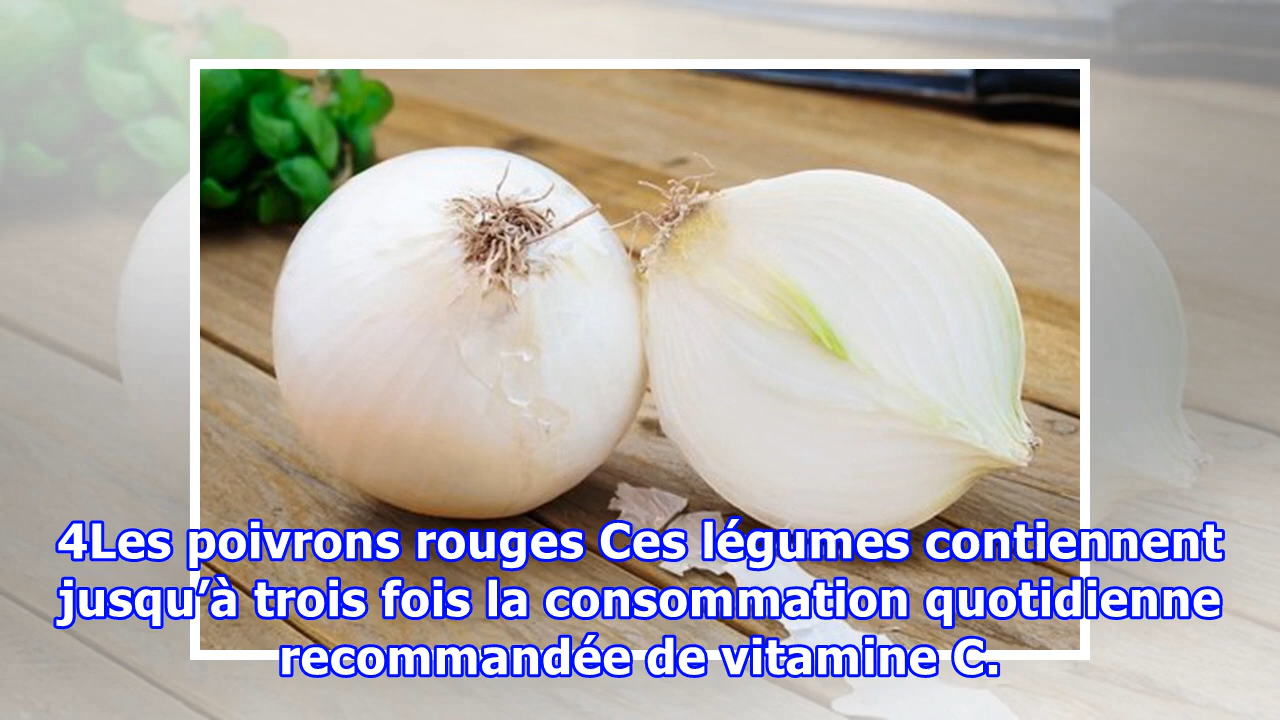 4Les poivrons rouges Ces légumes contiennent
jusqu’à trois fois la consommation quotidienne
recommandée de vitamine C.